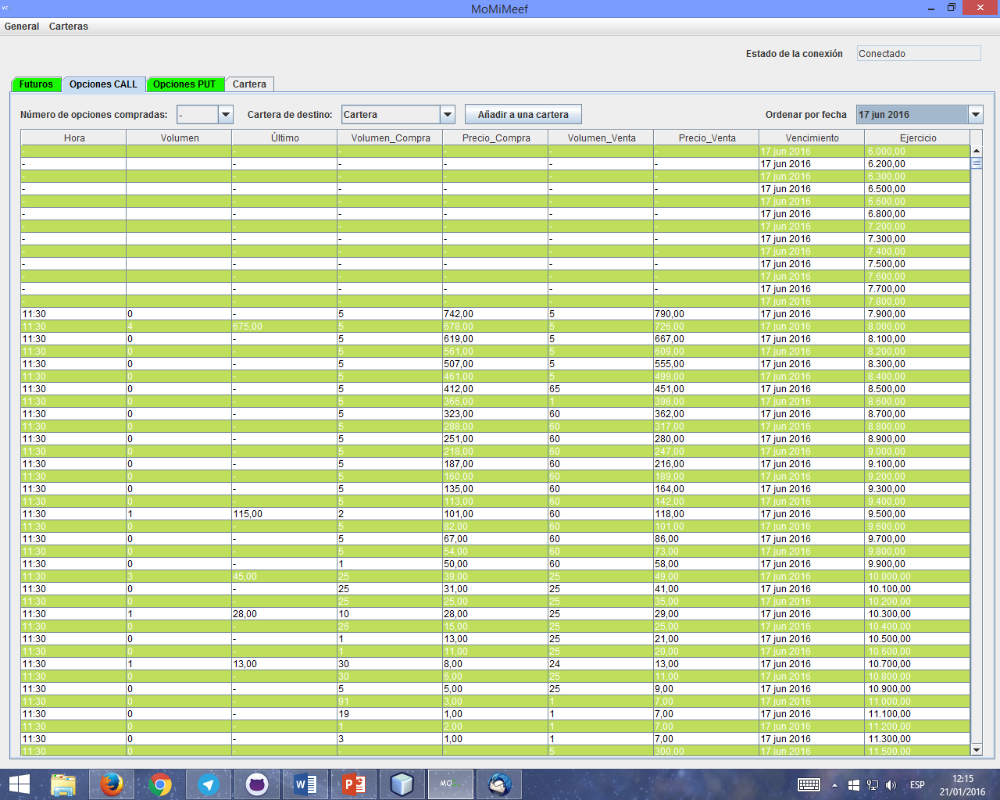 MoMiMeef
General Carteras
Estado de la conexión Conectado
Futuros Opciones CALL Opciones PUT Cartera
Número de opciones compradas: - Cartera de destino: Cartera Añadir a una cartera Ordenar por fecha 17 jun 2016
Hora Volumen Último Volumen_Compra Precio_Compra Volumen_Venta Precio_Venta Vencimiento Ejercicio
- - - - - - 17 jun 2016 6.000,00
- - - - - - 17 jun 2016 6.200,00
- - - - - - 17 jun 2016 6.300,00
- - - - - - 17 jun 2016 6.500,00
- - - - - - 17 jun 2016 6.600,00
- - - - - - 17 jun 2016 6.800,00
- - - - - - 17 jun 2016 7.200,00
- - - - - - 17 jun 2016 7.300,00
- - - - - - 17 jun 2016 7.400,00
- - - - - - 17 jun 2016 7.500,00
- - - - - - 17 jun 2016 7.600,00
- - - - - - 17 jun 2016 7.700,00
- - - - - - 17 jun 2016 7.800,00
11:30 0 - 5 742,00 5 790,00 17 jun 2016 7.900,00
11:30 4 675,00 5 678,00 5 726,00 17 jun 2016 8.000,00
11:30 0 - 5 619,00 5 667,00 17 jun 2016 8.100,00
11:30 0 - 5 561,00 5 609,00 17 jun 2016 8.200,00
11:30 0 - 5 507,00 5 555,00 17 jun 2016 8.300,00
11:30 0 - 5 461,00 5 499,00 17 jun 2016 8.400,00
11:30 0 - 5 412,00 65 451,00 17 jun 2016 8.500,00
11:30 0 - 5 366,00 1 398,00 17 jun 2016 8.600,00
11:30 0 - 5 323,00 60 362,00 17 jun 2016 8.700,00
11:30 0 - 5 288,00 60 317,00 17 jun 2016 8.800,00
11:30 0 - 5 251,00 60 280,00 17 jun 2016 8.900,00
11:30 0 - 5 218,00 60 247,00 17 jun 2016 9.000,00
11:30 0 - 5 187,00 60 216,00 17 jun 2016 9.100,00
11:30 0 - 5 160,00 60 189,00 17 jun 2016 9.200,00
11:30 0 - 5 135,00 60 164,00 17 jun 2016 9.300,00
11:30 0 - 5 113,00 60 142,00 17 jun 2016 9.400,00
11:30 1 115,00 2 101,00 60 118,00 17 jun 2016 9.500,00
11:30 0 - 5 82,00 60 101,00 17 jun 2016 9.600,00
11:30 0 - 5 67,00 60 86,00 17 jun 2016 9.700,00
11:30 0 - 5 54,00 60 73,00 17 jun 2016 9.800,00
11:30 0 - 1 50,00 60 58,00 17 jun 2016 9.900,00
11:30 3 45,00 25 39,00 25 49,00 17 jun 2016 10.000,00
11:30 0 - 25 31,00 25 41,00 17 jun 2016 10.100,00
11:30 0 - 25 25,00 25 35,00 17 jun 2016 10.200,00
11:30 1 28,00 10 28,00 25 29,00 17 jun 2016 10.300,00
11:30 0 - 26 15,00 25 25,00 17 jun 2016 10.400,00
11:30 0 - 1 13,00 25 21,00 17 jun 2016 10.500,00
11:30 0 - 1 11,00 25 20,00 17 jun 2016 10.600,00
11:30 1 13,00 30 8,00 24 13,00 17 jun 2016 10.700,00
11:30 0 - 30 6,00 25 11,00 17 jun 2016 10.800,00
11:30 0 - 5 5,00 25 9,00 17 jun 2016 10.900,00
11:30 0 - 91 3,00 1 7,00 17 jun 2016 11.000,00
11:30 0 - 19 1,00 1 7,00 17 jun 2016 11.100,00
11:30 0 - 1 2,00 1 7,00 17 jun 2016 11.200,00
11:30 0 - 3 1,00 1 7,00 17 jun 2016 11.300,00
11:30 0 - - - 5 300,00 17 jun 2016 11.500,00
ESP 12:15
21/01/2016